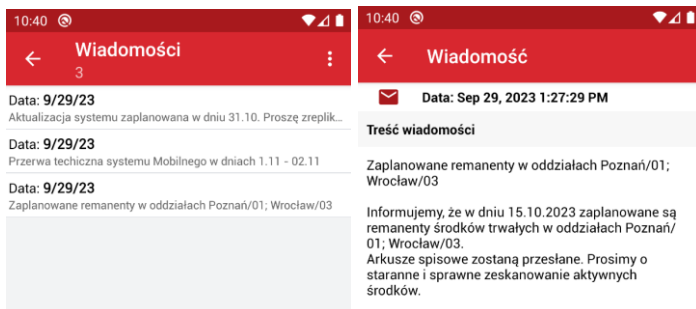 10:40
Wiadomości
3
Data: 9/29/23
Aktualizacja systemu zaplanowana w dniu 31.10. Proszę zreplik...
Data: 9/29/23
Przerwa techiczna systemu Mobilnego w dniach 1.11 - 02.11
Data: 9/29/23
Zaplanowane remanenty w oddziałach Poznań/01; Wrocław/03
10:40
Wiadomość
Data: Sep 29, 2023 1:27:29 PM
Treść wiadomości
Zaplanowane remanenty w oddziałach Poznań/01;
Wrocław/03
Informujemy, że w dniu 15.10.2023 zaplanowane są
remanenty środków trwałych w oddziałach Poznań/
01; Wrocław/03.
Arkusze spisowe zostaną przesłane. Prosimy o
staranne i sprawne zeskanowanie aktywnych
środków.